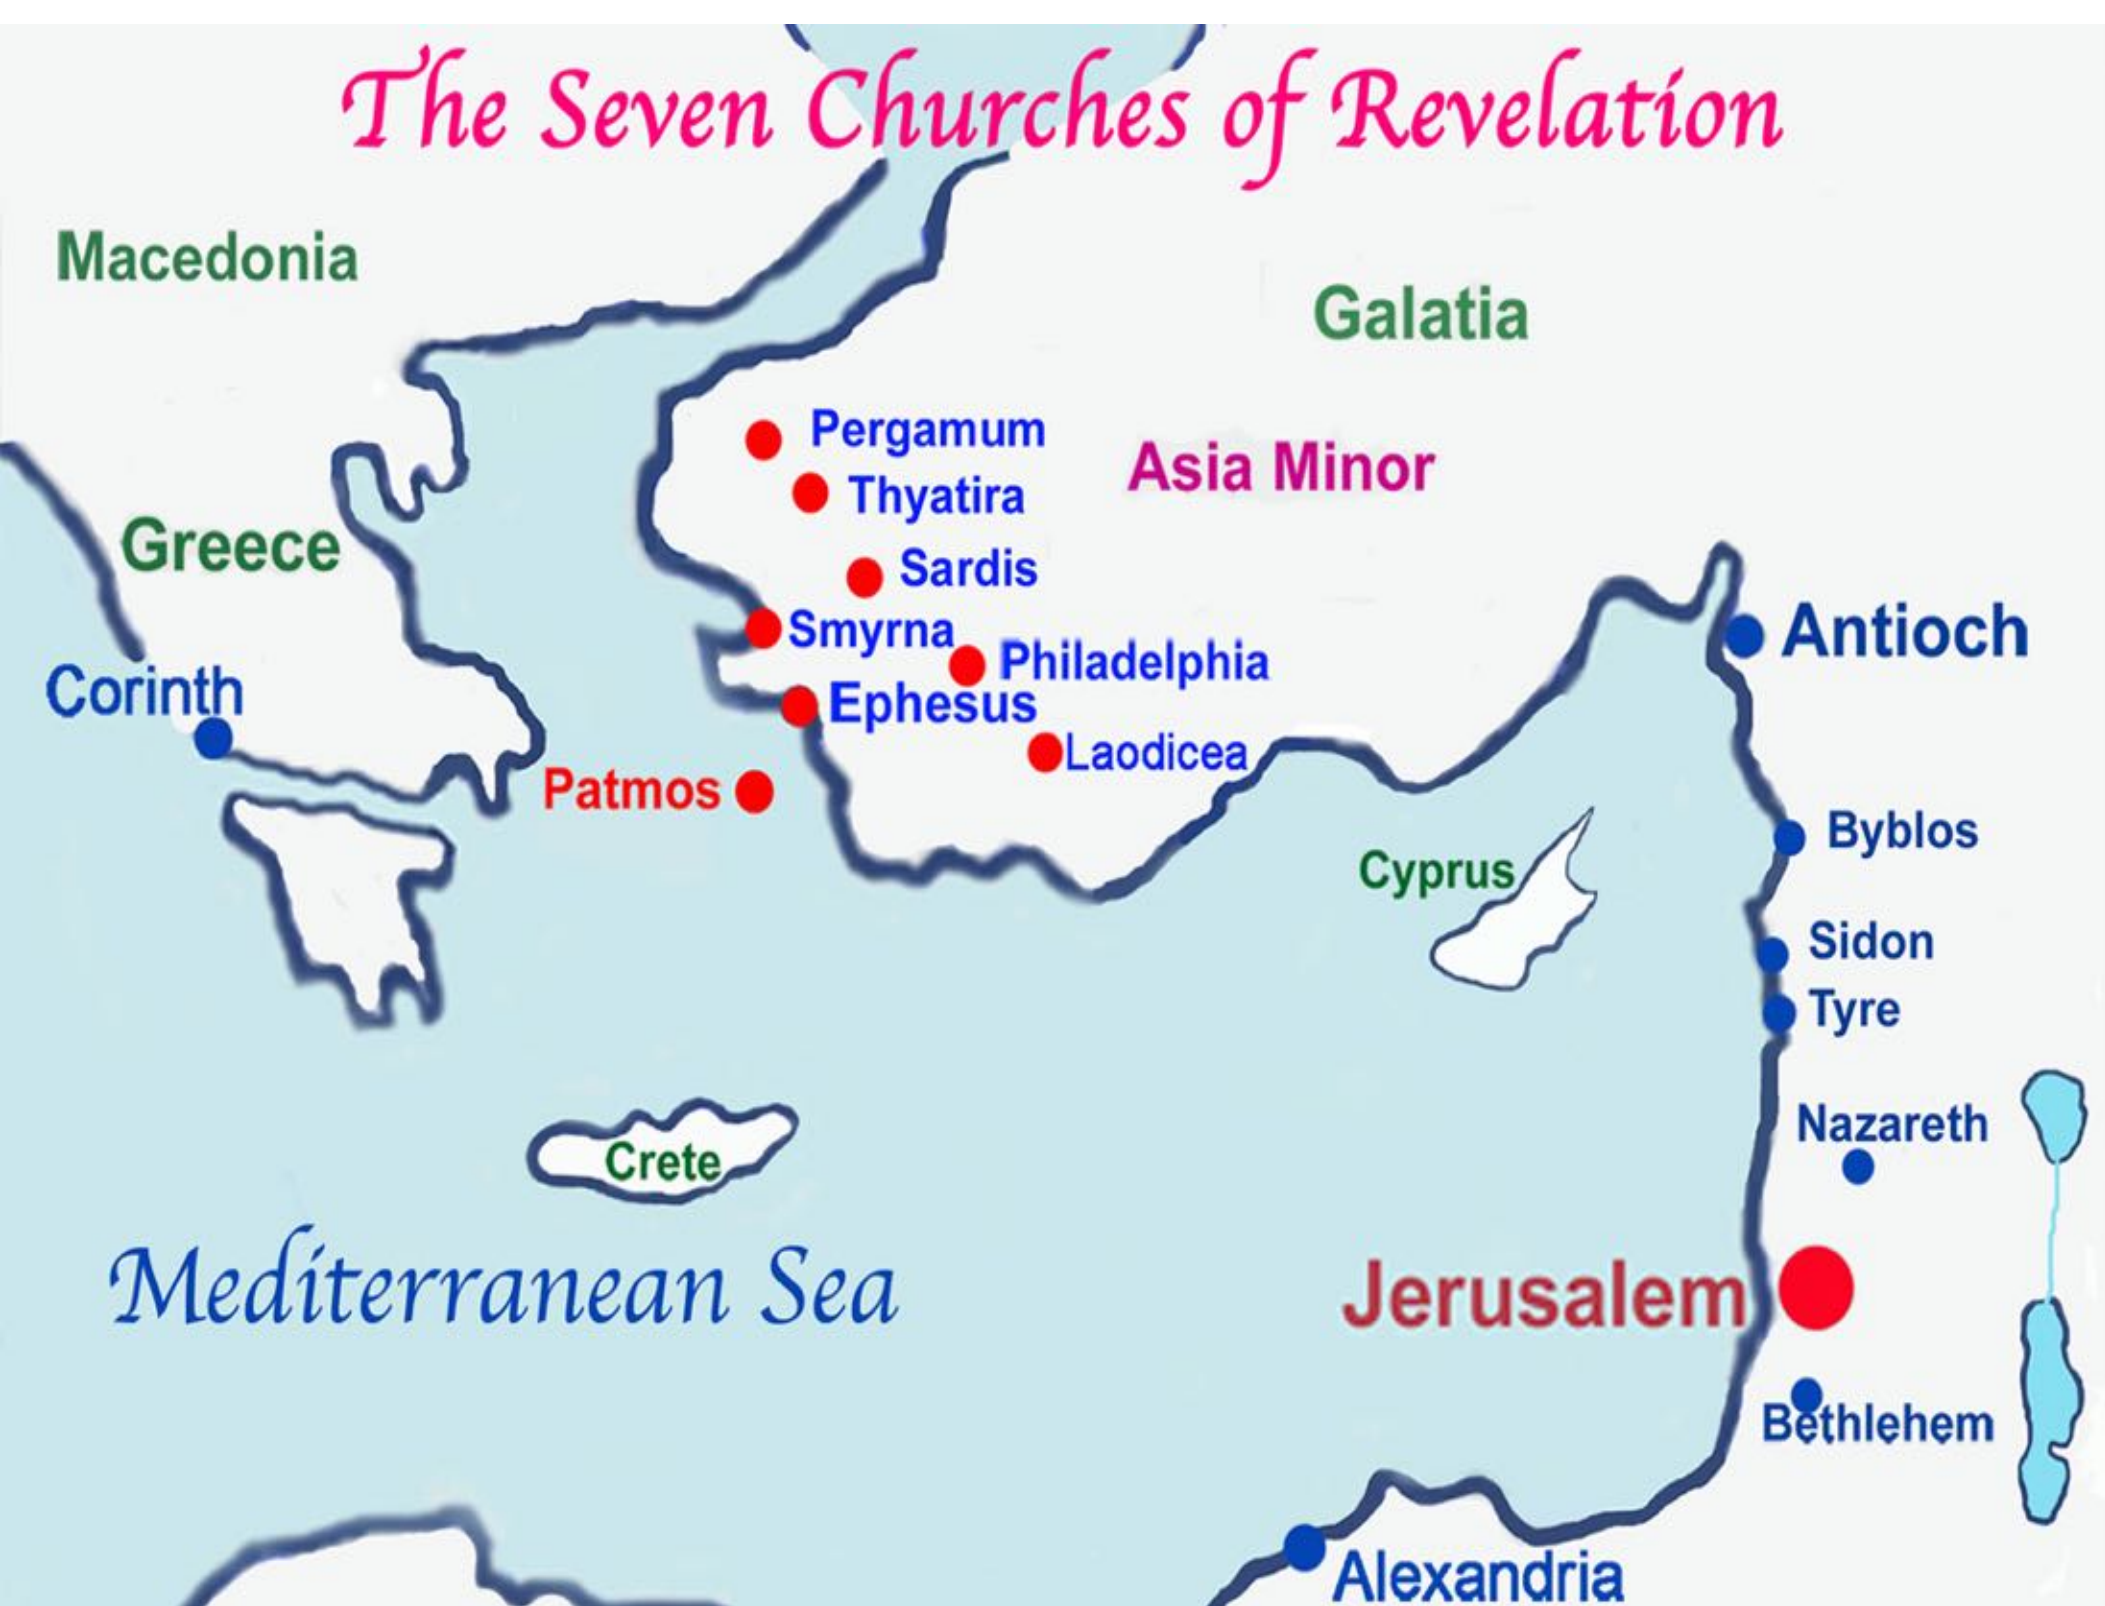 The Seven Churches of Revelation
Macedonia
Galatia
Pergamum
Asia Minor
Thyatira
Greece
Sardis
Smyrna
Antioch
Philadelphia
Corinth
Ephesus
Laodicea
Patmos
Byblos
Cyprus
Sidon
Tyre
Nazareth
Crete
Mediterranean Sea
Jerusalem
Bethlehem
Alexandria